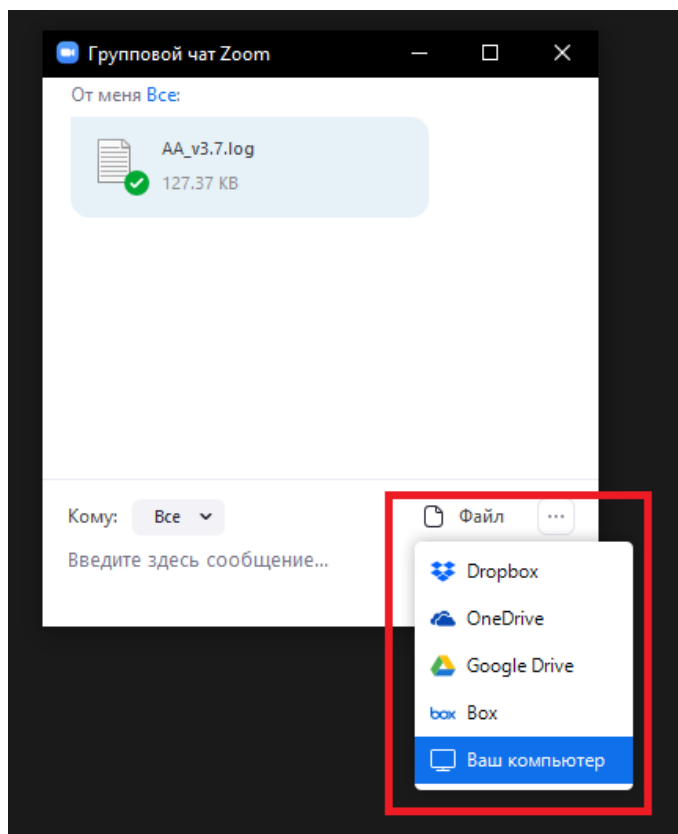 Групповой чат Zoom
От меня Все:
AA_v3.7.log
127.37 KB
Кому: Все Файл
Введите здесь сообщение...
Dropbox
OneDrive
Google Drive
box Box
Ваш компьютер